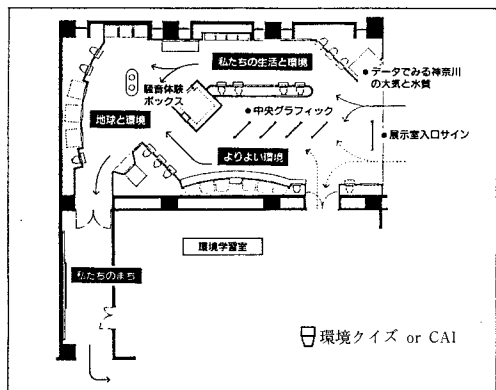 私たちの生活と環境
●データでみる神奈川
の大気と水質
騒音体験
ボックス
●中央グラフィック
地球と環境
●展示室入口サイン
よりよい環境
環境学習室
私たちのまち
環境クイズ or CAI